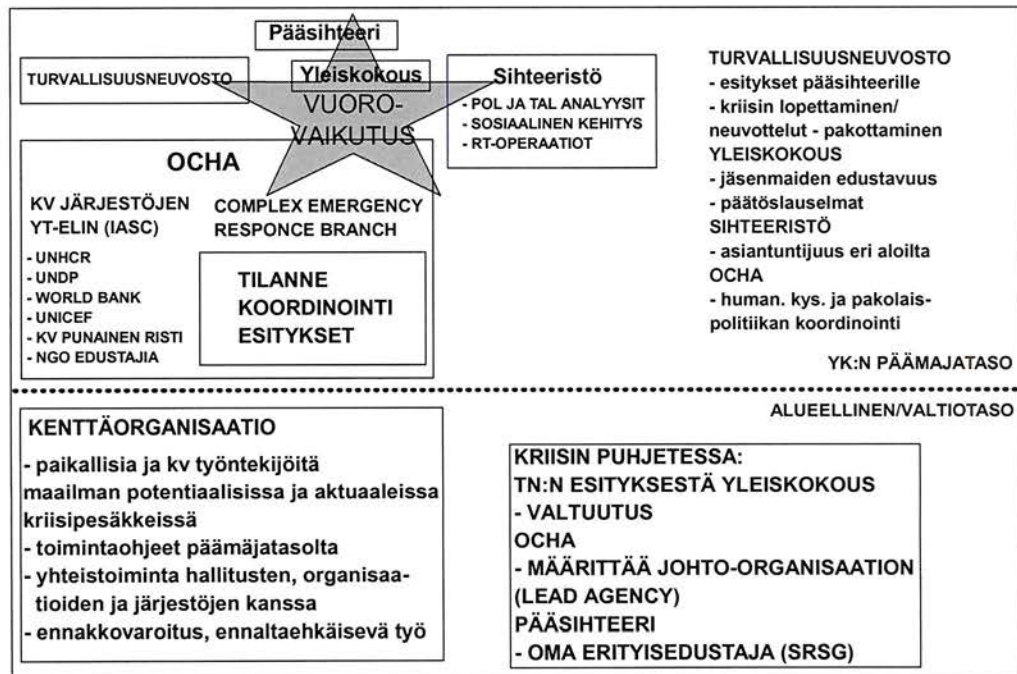 Pääsihteeri
TURVALLISUUSNEUVOSTO
Yleiskokous
VUORO-
VAIKUTUS
Sihteeristö
- POL JA TAL ANALYYSIT
- SOSIAALINEN KEHITYS
- RT-OPERAATIOT
OCHA
KV JÄRJESTÖJEN
YT-ELIN (IASC)
- UNHCR
- UNDP
- WORLD BANK
- UNICEF
- KV PUNAINEN RISTI
- NGO EDUSTAJIA
COMPLEX EMERGENCY
RESPONCE BRANCH
TILANNE
KOORDINOINTI
ESITYKSET
TURVALLISUUSNEUVOSTO
- esitykset pääsihteerille
- kriisin lopettaminen/
neuvottelut - pakottaminen
YLEISKOKOUS
- jäsenmaiden edustavuus
- päätöslauselmat
SIHTEERISTÖ
- asiantuntijuus eri aloilta
OCHA
- human. kys. ja pakolais-
politiikan koordinointi
YK:N PÄÄMAJATASO
ALUEELLINEN/VALTIOTASO
KENTTÄORGANISAATIO
- paikallisia ja kv työntekijöitä
maailman potentiaalisissa ja aktuaaleissa
kriisipesäkkeissä
- toimintaohjeet päämäjatasolta
- yhteistoiminta hallitusten, organisaa-
tioiden ja järjestöjen kanssa
- ennakkovaroitus, ennaltaehkäisevä työ
KRIISIN PUHJETESSA:
TN:N ESITYKSESTÄ YLEISKOKOUS
- VALTUUTUS
OCHA
- MÄÄRITTÄÄ JOHTO-ORGANISAATION
(LEAD AGENCY)
PÄÄSIHTEERI
- OMA ERITYISEDUSTAJA (SRSG)